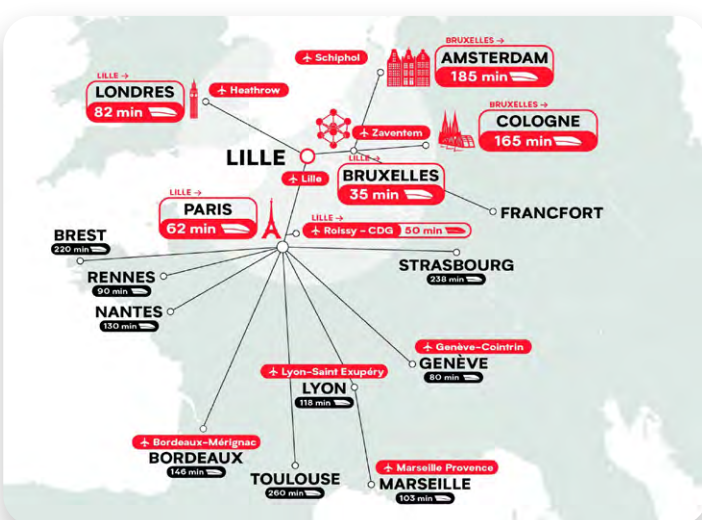 BRUXELLES →
AMSTERDAM
185 min
Schiphol
LILLE →
LONDRES
82 min
Heathrow
BRUXELLES →
COLOGNE
165 min
Zaventem
LILLE
LILLE →
BRUXELLES
35 min
Lille
LILLE →
PARIS
62 min
LILLE →
Roissy - CDG 50 min
FRANCFORT
BREST
220 min
STRASBOURG
238 min
RENNES
90 min
NANTES
130 min
Genève-Cointrin
GENÈVE
80 min
Lyon-Saint Exupéry
LYON
118 min
Bordeaux-Mérignac
BORDEAUX
146 min
TOULOUSE
260 min
Marseille Provence
MARSEILLE
103 min